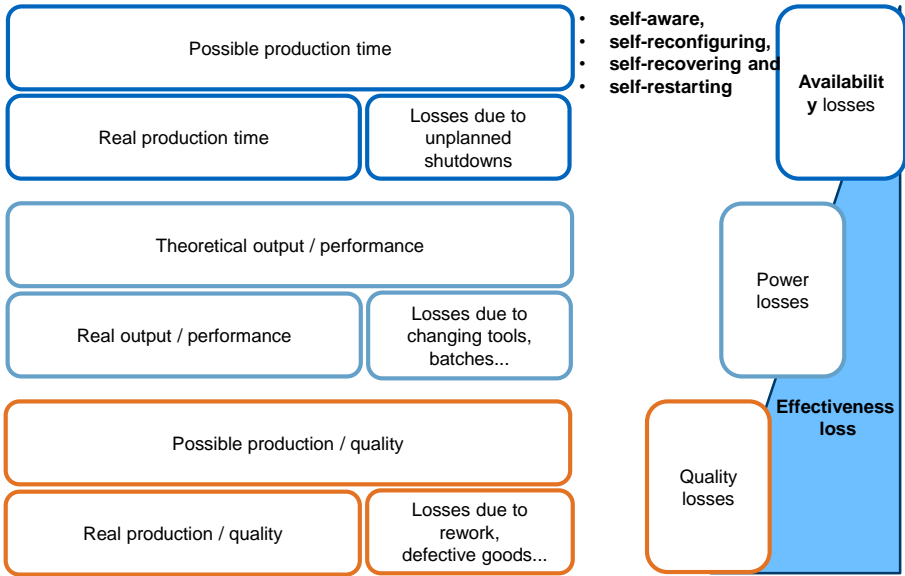 Possible production time
• self-aware,
• self-reconfiguring,
• self-recovering and
• self-restarting
Availabilit
y losses
Real production time
Losses due to
unplanned
shutdowns
Theoretical output / performance
Power
losses
Real output / performance
Losses due to
changing tools,
batches...
Effectiveness
loss
Possible production / quality
Quality
losses
Real production / quality
Losses due to
rework,
defective goods...